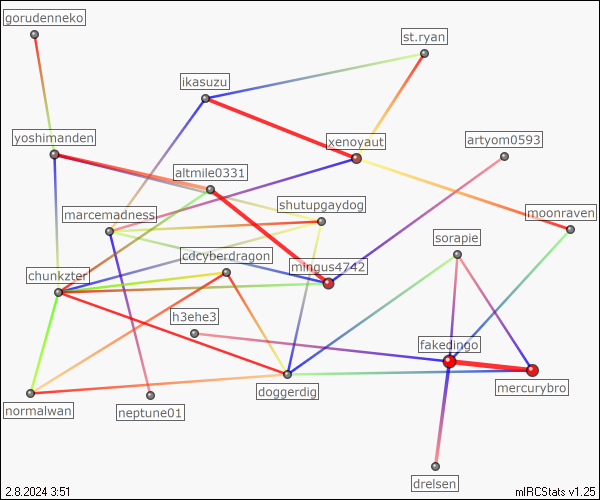 gorudenneko
st.ryan
ikasuzu
yoshimanden
xenoyaut
artyom0593
altmile0331
marcemadness
shutupgaydog
moonraven
sorapie
cdcyberdragon
mingus4742
chunkzter
h3ehe3
fakedingo
mercurybro
doggerdig
normalwan
neptune01
drelsen
2.8.2024 3:51
mIRCStats v1.25